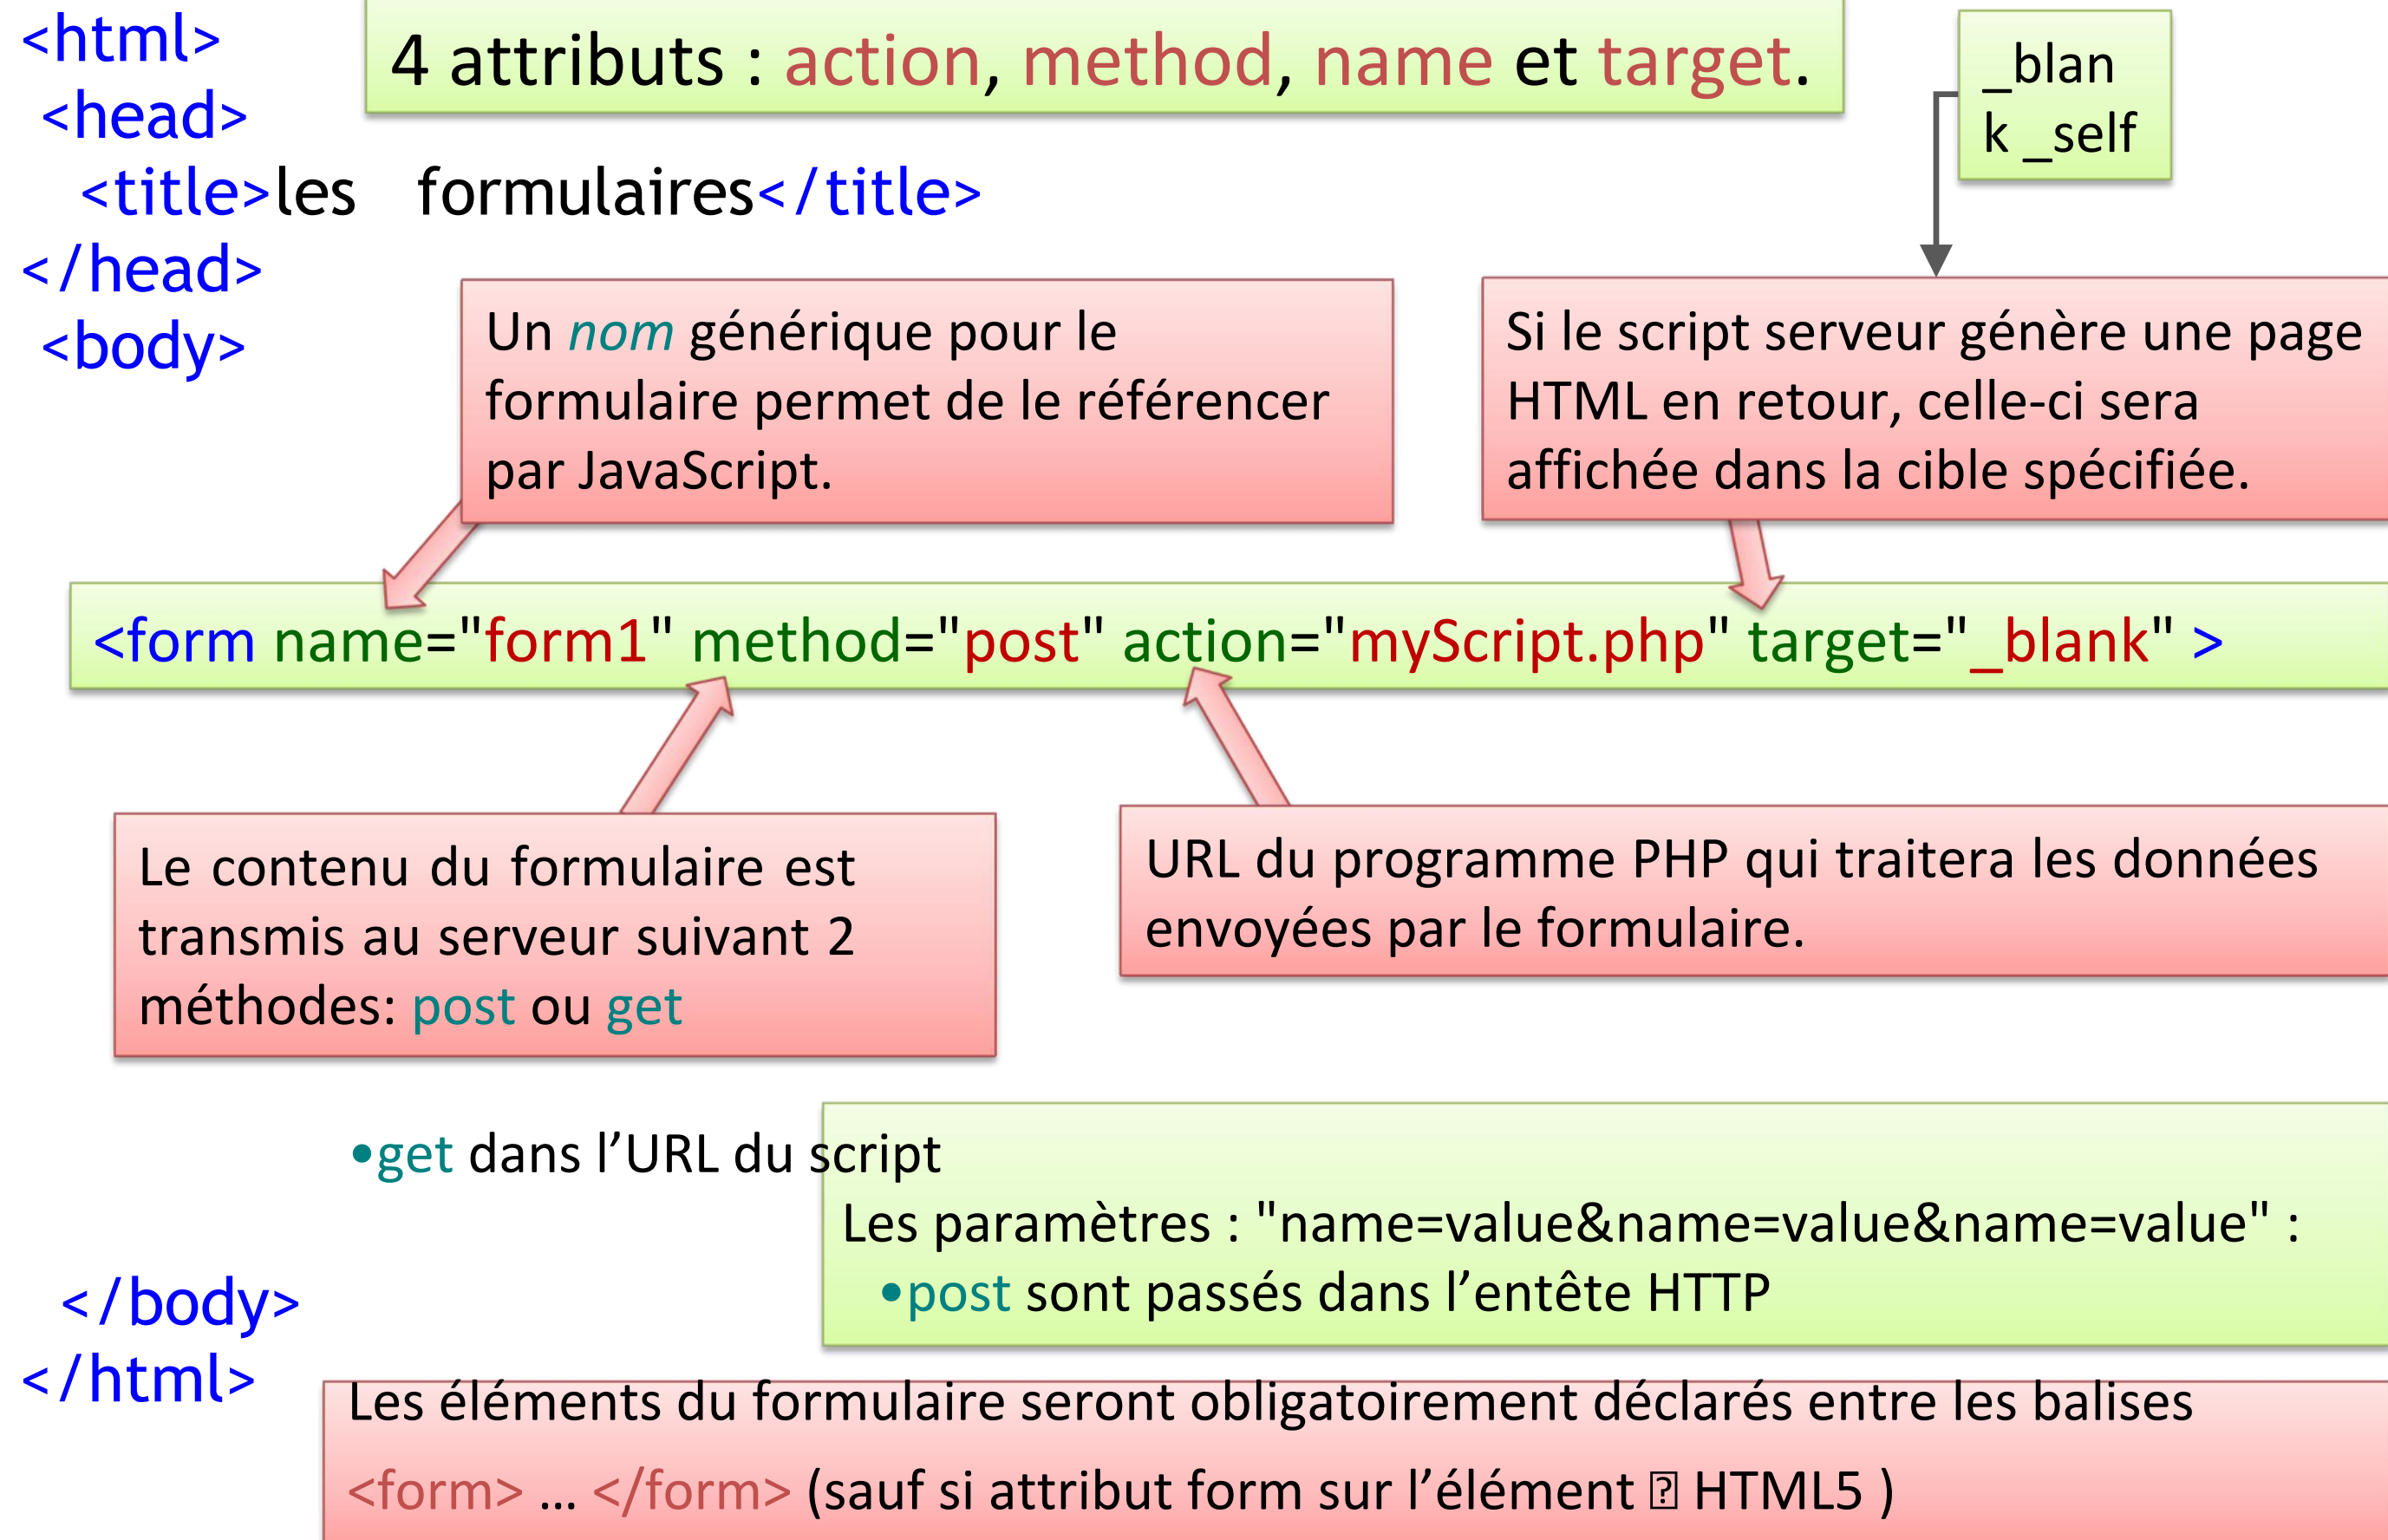 <html>
4 attributs : action, method, name et target.
_blan
k _self
<head>
<title>les formulaires</title>
</head>
<body>
Un nom générique pour le
formulaire permet de le référencer
par JavaScript.
Si le script serveur génère une page
HTML en retour, celle-ci sera
affichée dans la cible spécifiée.
<form name="form1" method="post" action="myScript.php" target="_blank" >
Le contenu du formulaire est
transmis au serveur suivant 2
méthodes: post ou get
URL du programme PHP qui traitera les données
envoyées par le formulaire.
•get dans l’URL du script
Les paramètres : "name=value&name=value&name=value" :
•post sont passés dans l’entête HTTP
</body>
</html>
Les éléments du formulaire seront obligatoirement déclarés entre les balises
<form> ... </form> (sauf si attribut form sur l’élément ⍰ HTML5 )